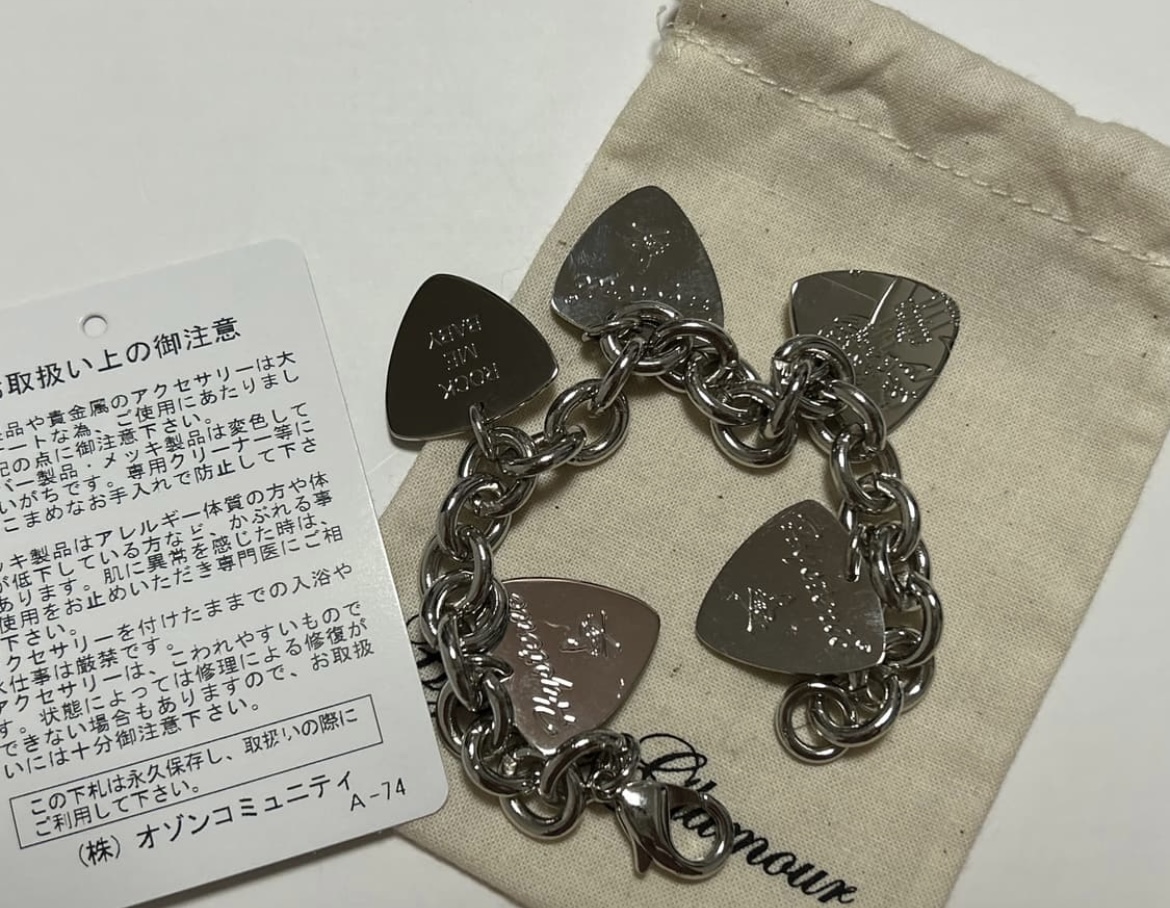 取扱い上の御注意
品や貴金属のアクセサリーは大
ートな為、ご使用にあたりまし
記の点に御注意下さい。
バー製品・メッキ製品は変色して
いがちです。専用クリーナー等に
こまめなお手入れで防止して下さ
ッキ製品はアレルギー体質の方や体
が低下している方など、かぶれる事
あります。肌に異常を感じた時は、
使用をお止めいただき専門医にご相
下さい。
クセサリーを付けたままでの入浴や
水仕事は厳禁です。
アクセサリーは、こわれやすいもので
す。状態によっては修理による修復が
できない場合もありますので、お取扱
いには十分御注意下さい。
この下札は永久保存し、取扱いの際に
ご利用して下さい。
(株) オゾンコミュニティ
A-74
ROCK
ME
BABY
Glamour